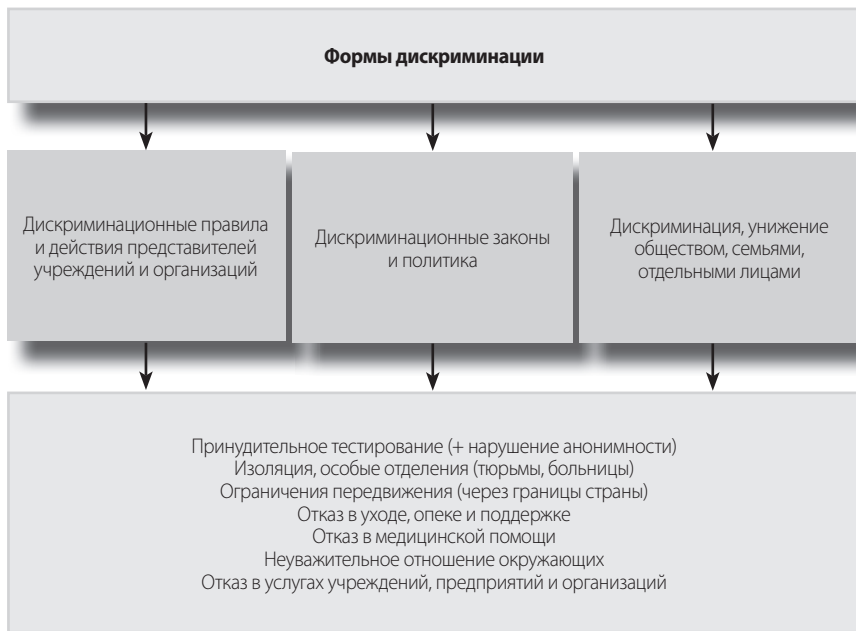 Формы дискриминации
Дискриминационные правила
и действия представителей
учреждений и организаций
Дискриминационные законы
и политика
Дискриминация, унижение
обществом, семьями,
отдельными лицами
Принудительное тестирование (+ нарушение анонимности)
Изоляция, особые отделения (тюрьмы, больницы)
Ограничения передвижения (через границы страны)
Отказ в уходе, опеке и поддержке
Отказ в медицинской помощи
Неуважительное отношение окружающих
Отказ в услугах учреждений, предприятий и организаций